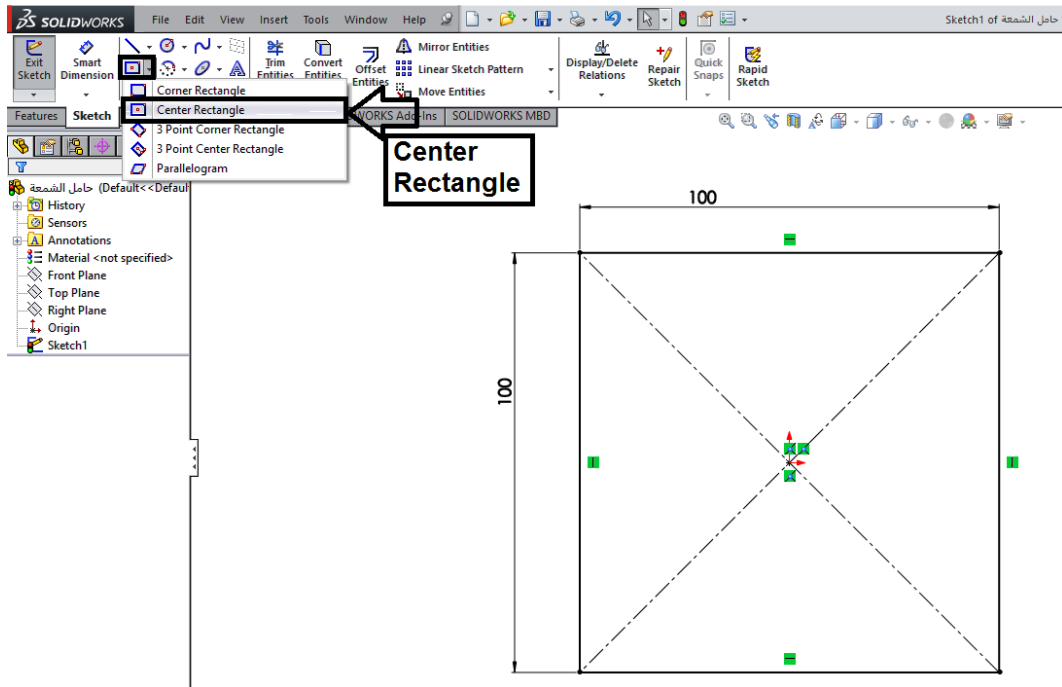 SOLIDWORKS File Edit View Insert Tools Window Help Sketch1 of حامل الشمعة
Exit Sketch
Smart Dimension
Trim Entities
Convert Entities
Offset Entities
Mirror Entities
Linear Sketch Pattern
Move Entities
Display/Delete Relations
Repair Sketch
Quick Snaps
Rapid Sketch
Corner Rectangle
Center Rectangle
3 Point Corner Rectangle
3 Point Center Rectangle
Parallelogram
Features Sketch WORKS Add-Ins SOLIDWORKS MBD
Center
Rectangle
حامل الشمعة (Default<<Defaul
History
Sensors
Annotations
Material <not specified>
Front Plane
Top Plane
Right Plane
Origin
Sketch1
100
100